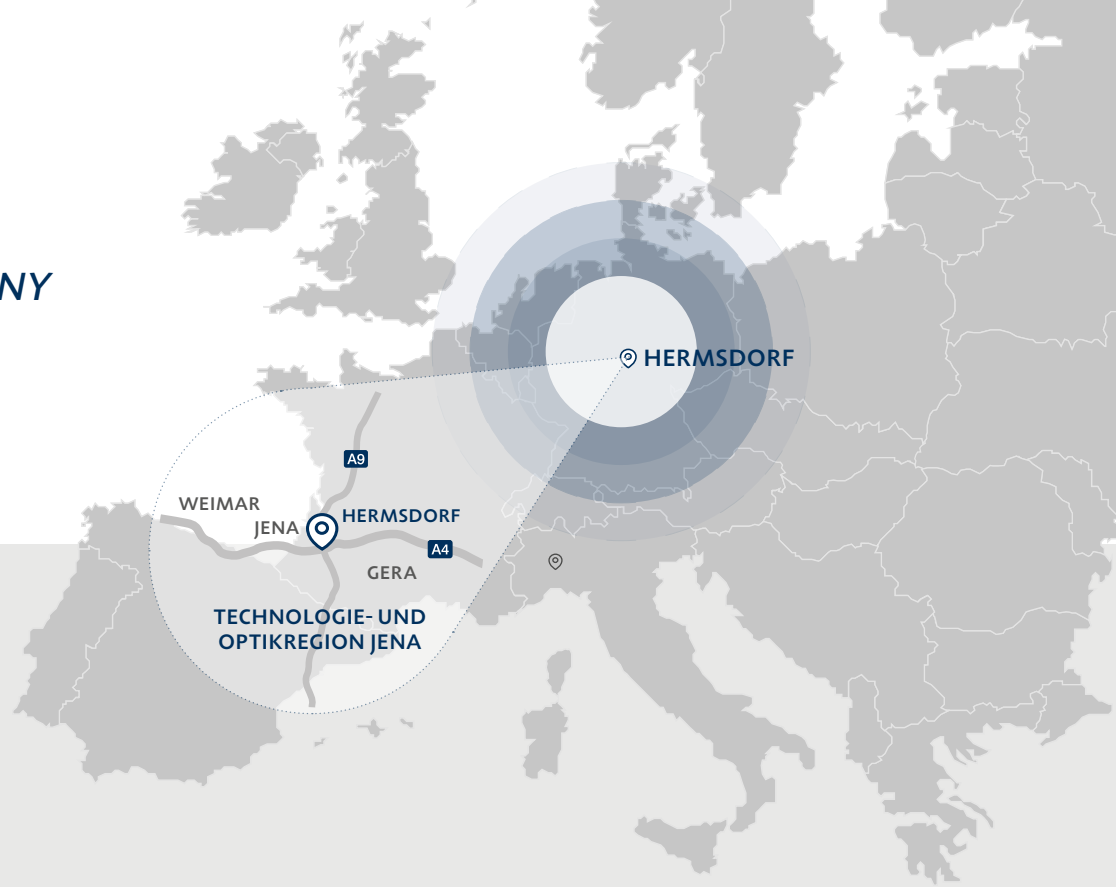 NY
HERMSDORF
A9
WEIMAR
JENA
HERMSDORF
A4
GERA
TECHNOLOGIE- UND
OPTIKREGION JENA